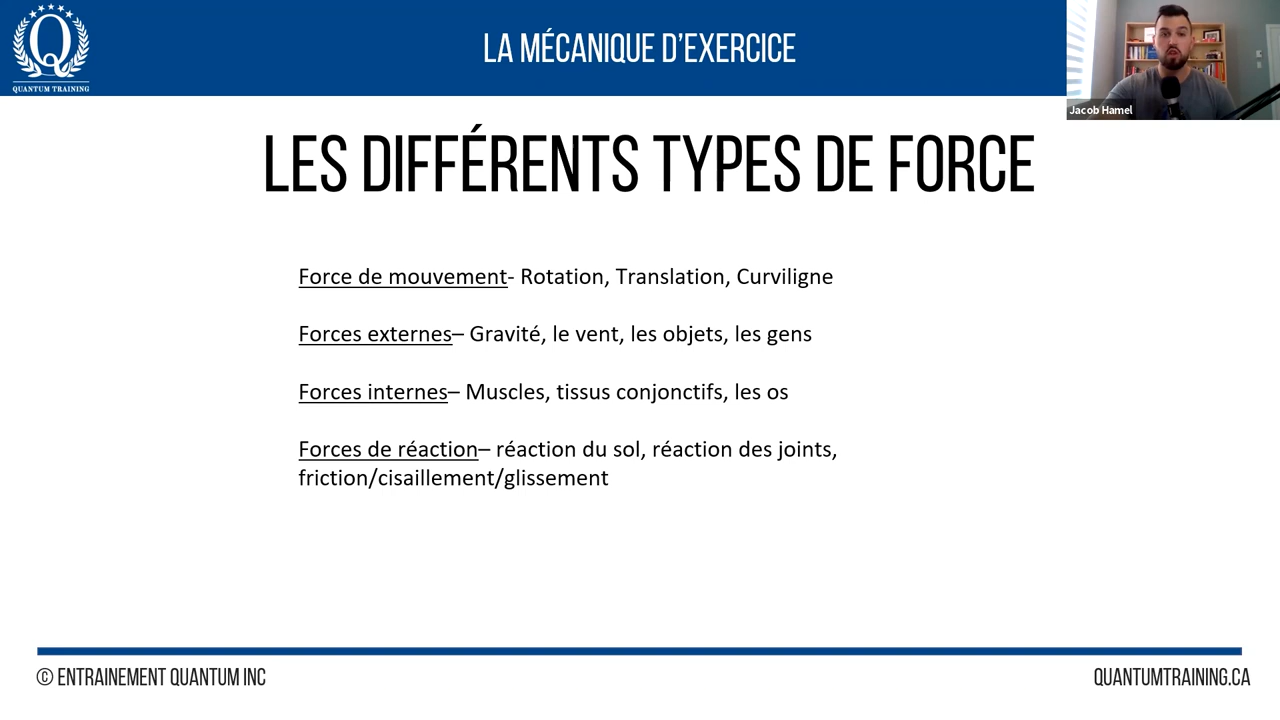 Q
QUANTUM TRAINING
LA MÉCANIQUE D'EXERCICE
Jacob Hamel
LES DIFFÉRENTS TYPES DE FORCE
Force de mouvement- Rotation, Translation, Curviligne
Forces externes– Gravité, le vent, les objets, les gens
Forces internes– Muscles, tissus conjonctifs, les os
Forces de réaction– réaction du sol, réaction des joints,
friction/cisaillement/glissement
© ENTRAINEMENT QUANTUM INC
QUANTUMTRAINING.CA